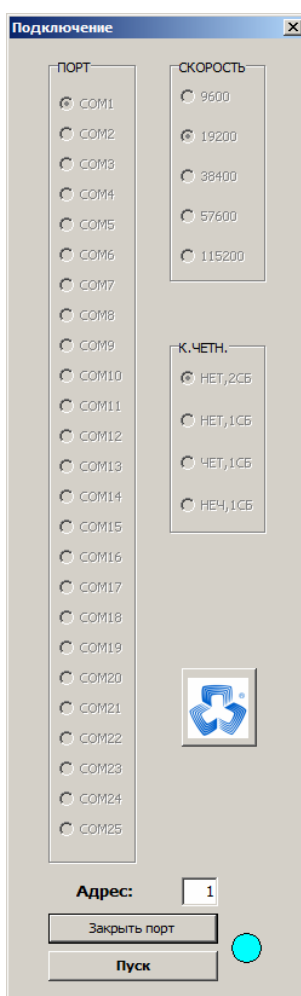 Подключение
ПОРТ
COM1
COM2
COM3
COM4
COM5
COM6
COM7
COM8
COM9
COM10
COM11
COM12
COM13
COM14
COM15
COM16
COM17
COM18
COM19
COM20
COM21
COM22
COM23
COM24
COM25
СКОРОСТЬ
9600
19200
38400
57600
115200
К.ЧЕТН.
НЕТ,2СБ
НЕТ,1СБ
ЧЕТ,1СБ
НЕЧ,1СБ
®
Адрес: 1
Закрыть порт
Пуск